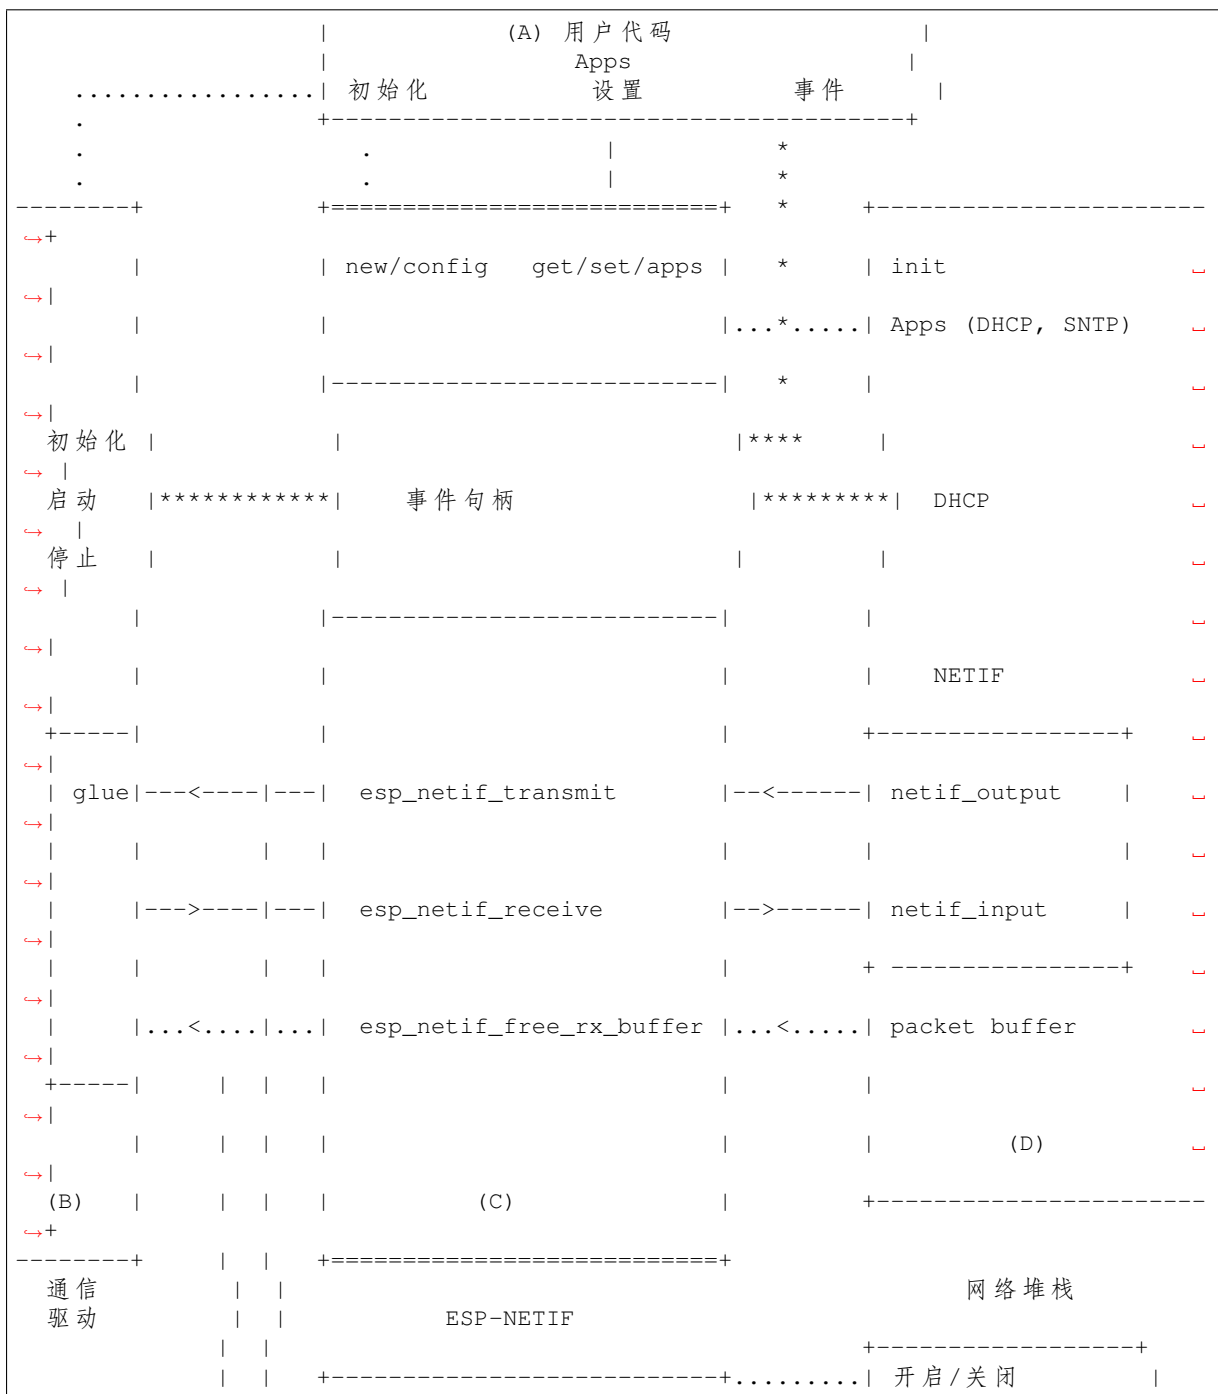 (A) 用户代码
Apps
初始化 设置 事件
new/config get/set/apps init
Apps (DHCP, SNTP)
初始化
启动 事件句柄 DHCP
停止
NETIF
glue esp_netif_transmit netif_output
esp_netif_receive netif_input
esp_netif_free_rx_buffer packet buffer
(D)
(B) (C)
通信 网络堆栈
驱动 ESP-NETIF
开启/关闭